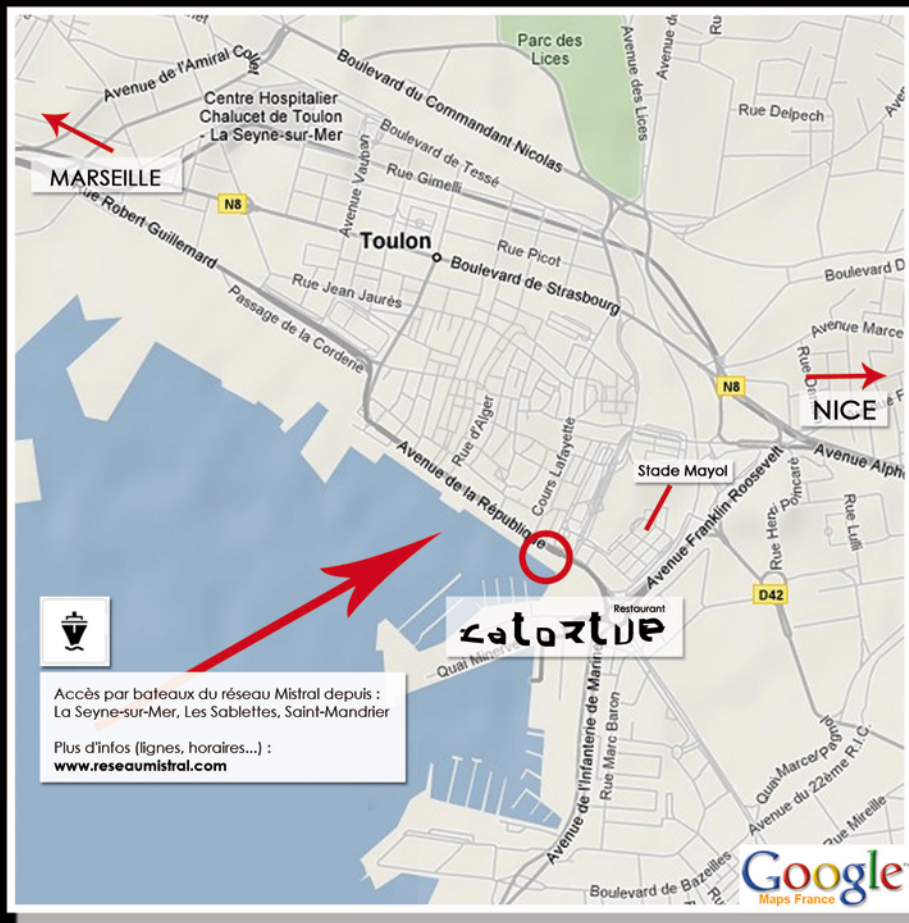 Parc des
Lices
Avenue de l'Amiral Collet
Boulevard du Commandant Nicolas
Avenue des Lices
Rue Delpech
Centre Hospitalier
Chalucet de Toulon
- La Seyne-sur-Mer
Boulevard de Tessé
Rue Gimelli
Avenue Vauban
MARSEILLE
N8
Rue Robert Guillemard
Toulon
Rue Picot
Boulevard de Strasbourg
Boulevard D
Rue Jean Jaurès
Passage de la Corderie
Avenue Marce
N8
NICE
Rue d'Alger
Cours Lafayette
Avenue de la République
Stade Mayol
Avenue Franklin Roosevelt
Avenue Alph
Rue Henri Poincaré
Rue Lulli
D42
Restaurant
Latortue
Quai Minerve
Accès par bateaux du réseau Mistral depuis :
La Seyne-sur-Mer, Les Sablettes, Saint-Mandrier
Plus d'infos (lignes, horaires...) :
www.reseaumistral.com
Avenue de l'Infanterie de Marine
Rue Marc Baron
Quai Marcel Pagnol
Avenue du 22ème R.I.C.
Rue Mireille
Boulevard de Bazeilles
Google
Maps France